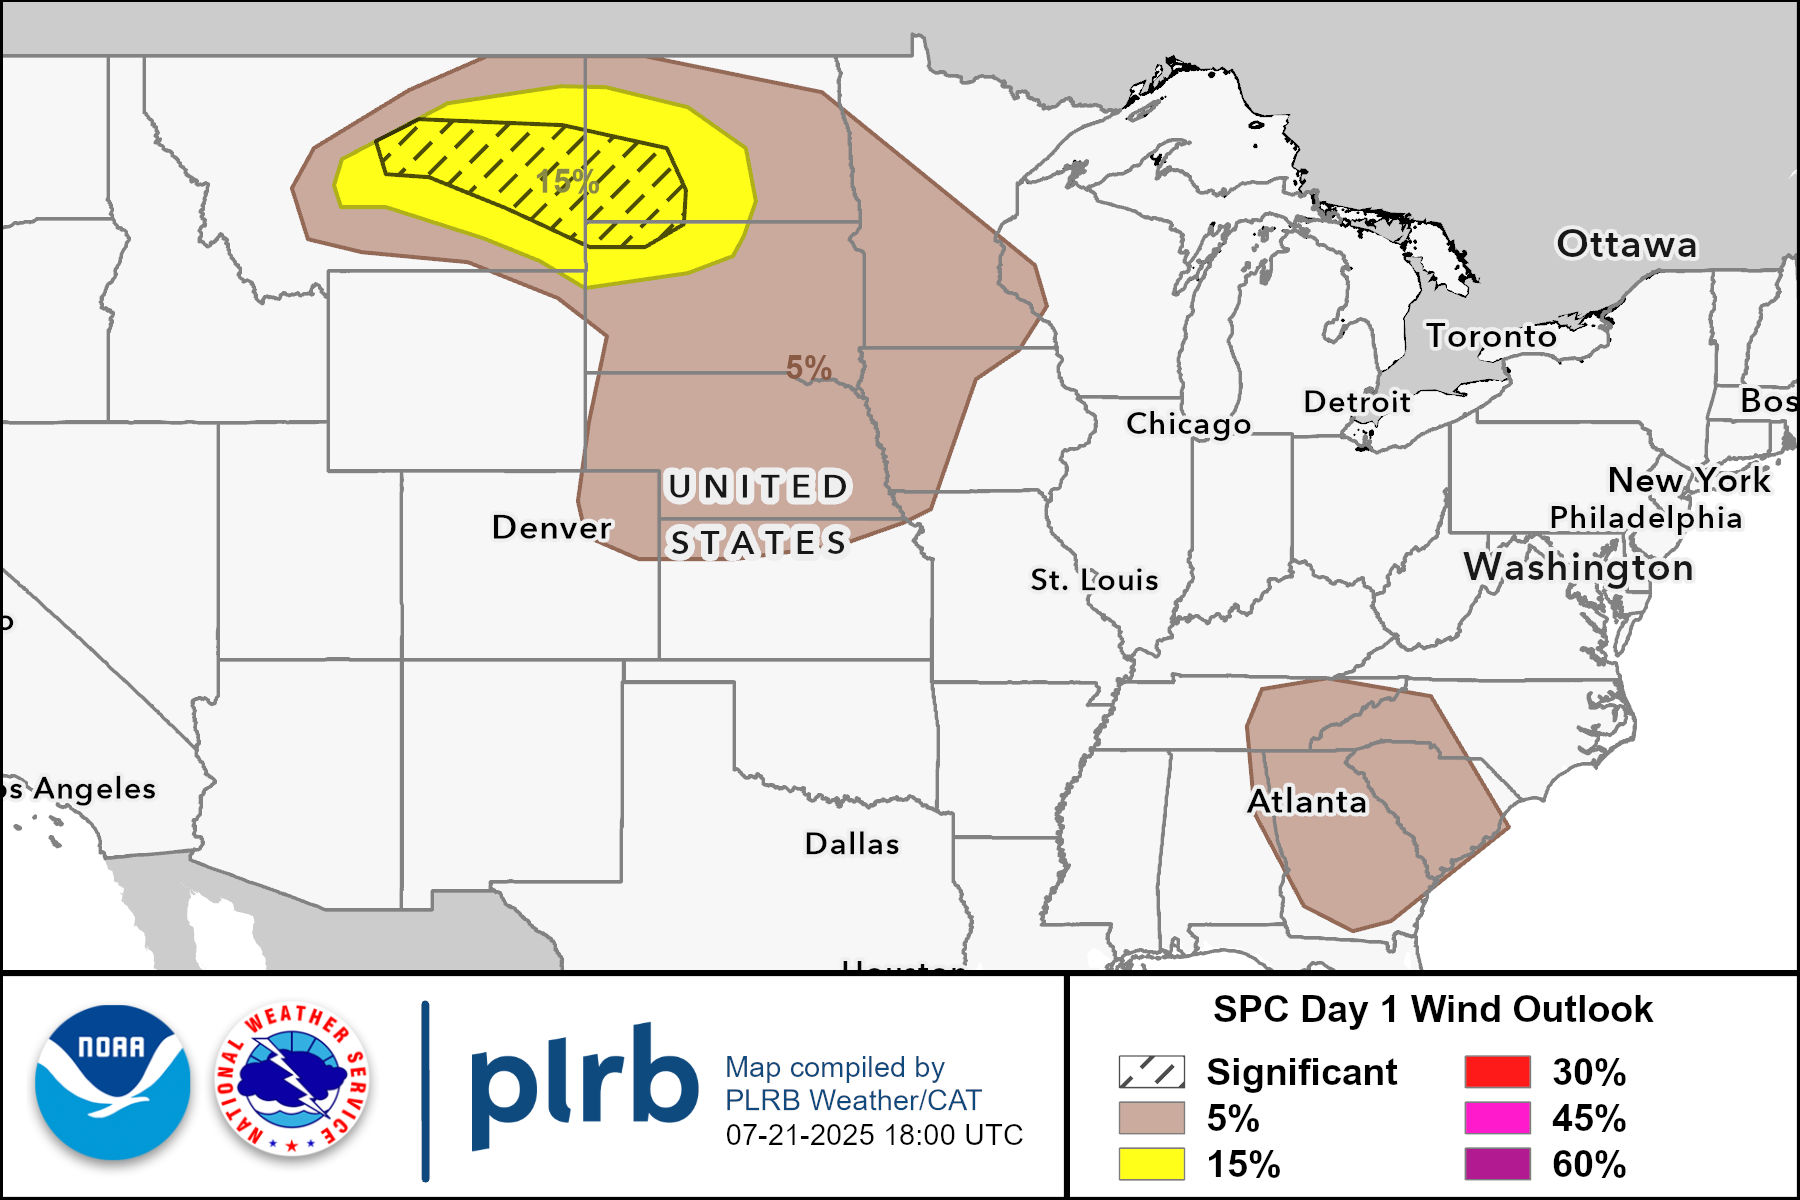 Ottawa
Toronto
Detroit
Bos
Chicago
New York
Philadelphia
Washington
15%
5%
UNITED
STATES
Denver
St. Louis
o
os Angeles
Atlanta
Dallas
Houston
NOAA
NATIONAL WEATHER SERVICE
plrb
Map compiled by
PLRB Weather/CAT
07-21-2025 18:00 UTC
SPC Day 1 Wind Outlook
Significant
5%
15%
30%
45%
60%